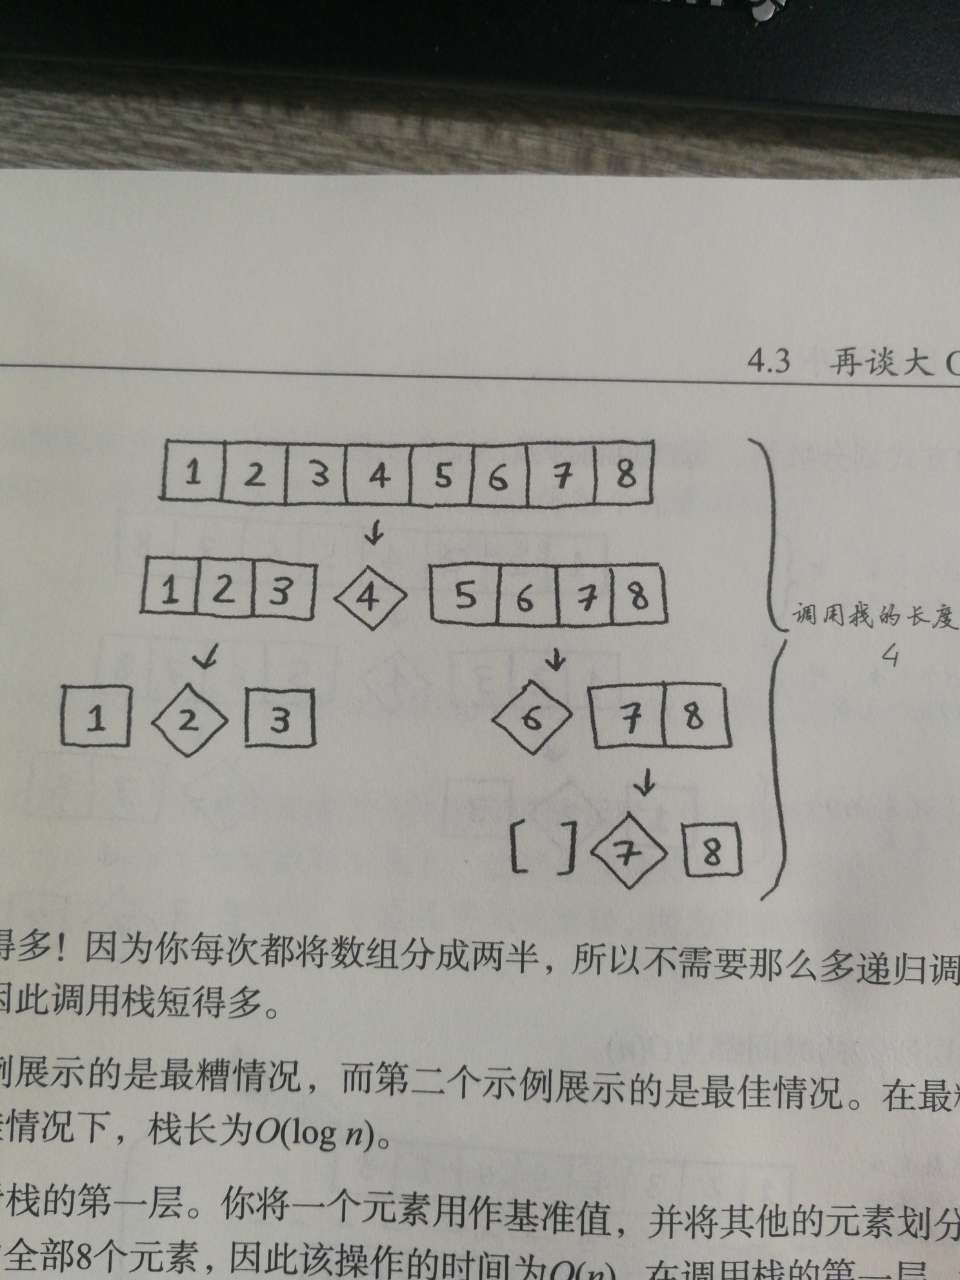 4.3 再谈大
1 2 3 4 5 6 7 8
1 2 3 4 5 6 7 8
调用栈的长度
4
1 2 3 6 7 8
[ ] 7 8
得多！因为你每次都将数组分成两半，所以不需要那么多递归调
因此调用栈短得多。
例展示的是最糟情况，而第二个示例展示的是最佳情况。在最糟
佳情况下，栈长为O(log n)。
栈的第一层。你将一个元素用作基准值，并将其他的元素划分
全部8个元素，因此该操作的时间为O(n)。在调用栈的第一层，